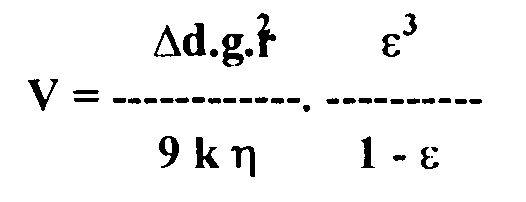 Δd.g.r² ε³
V = ------------ . ----------
9 k η 1 - ε